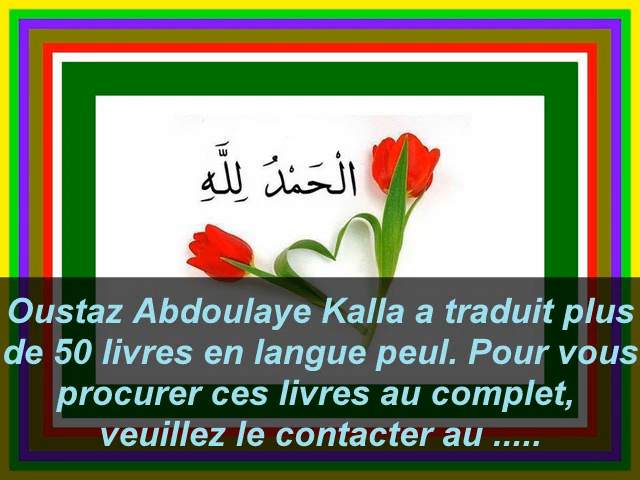 الْحَمْدُ لِلَّهِ
Oustaz Abdoulaye Kalla a traduit plus
de 50 livres en langue peul. Pour vous
procurer ces livres au complet,
veuillez le contacter au .....